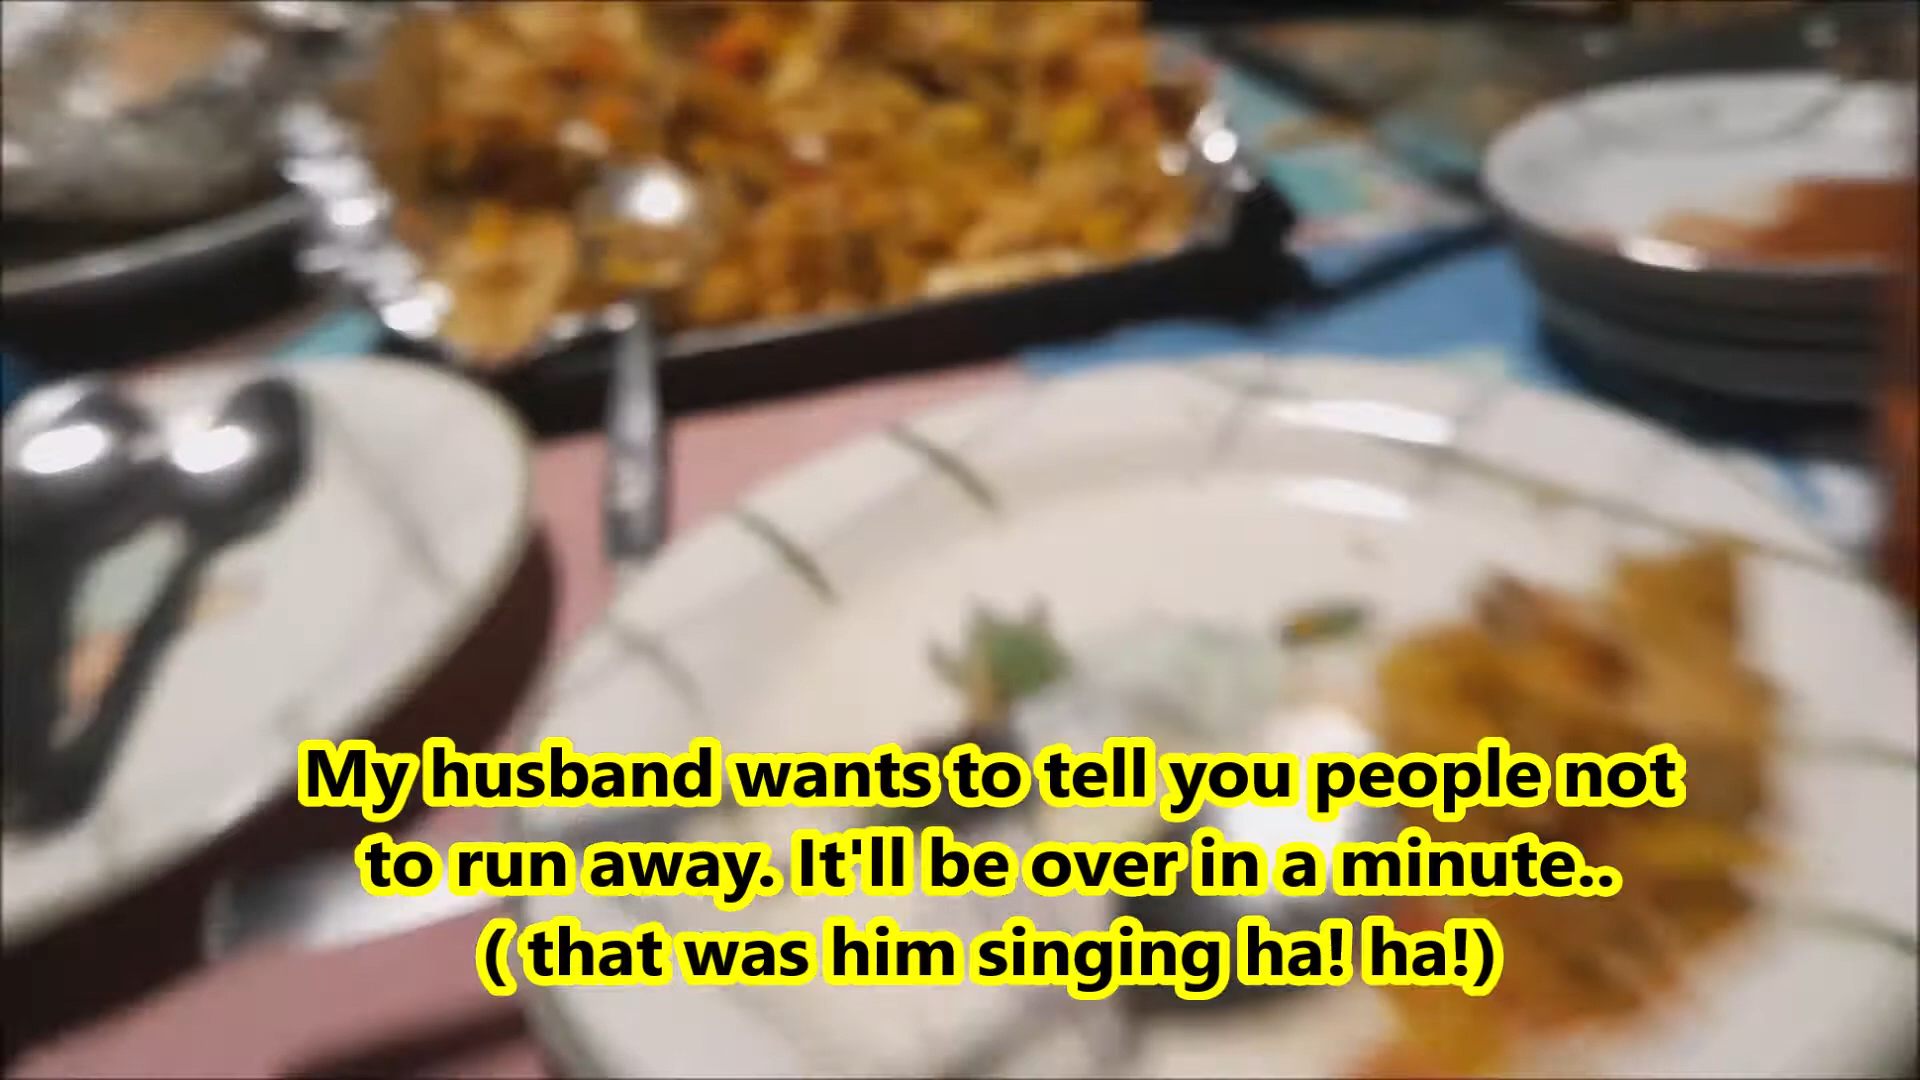 My husband wants to tell you people not
to run away. It'll be over in a minute..
( that was him singing ha! ha!)